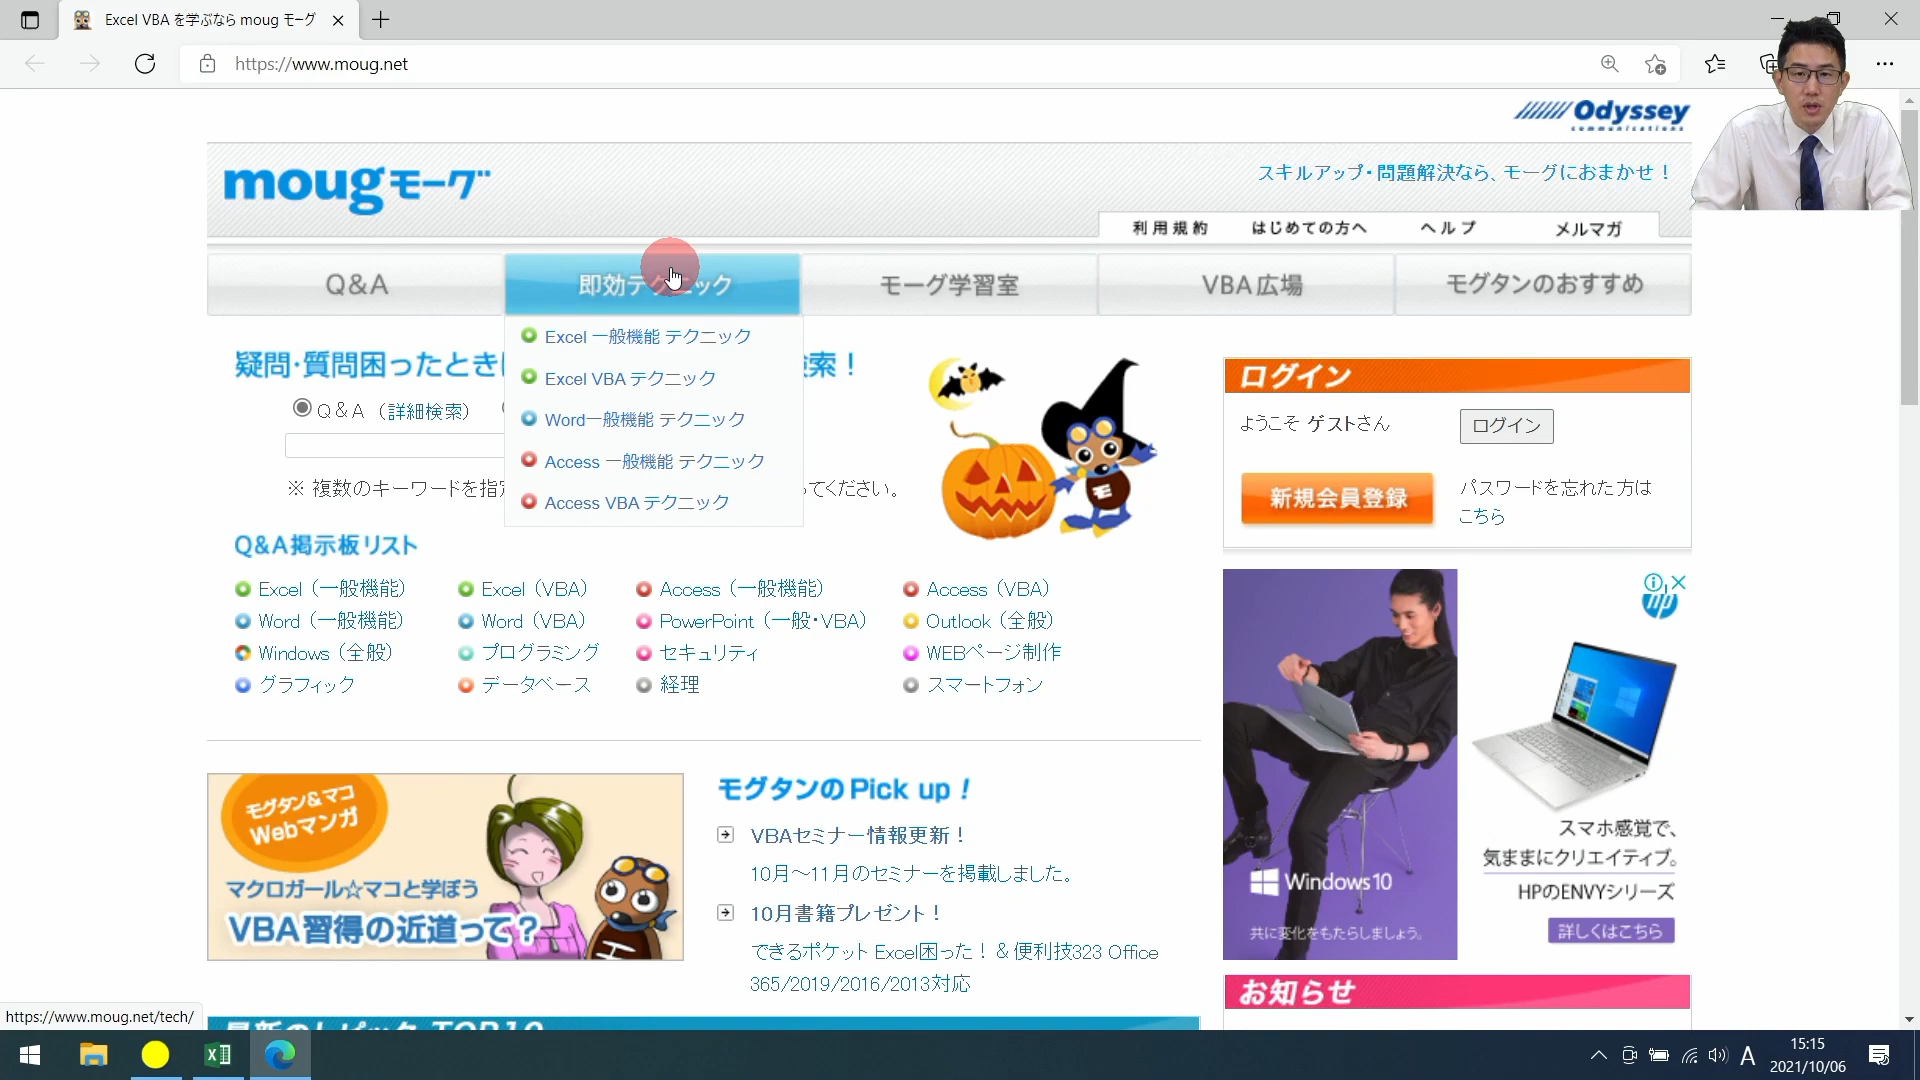 Excel VBA を学ぶなら moug モーグ
https://www.moug.net
Odyssey
communications
moug モーグ
スキルアップ・問題解決なら、モーグにおまかせ！
利用規約 はじめての方へ ヘルプ メルマガ
Q&A 即効テクニック モーグ学習室 VBA広場 モグタンのおすすめ
Excel 一般機能 テクニック
Excel VBA テクニック
Word一般機能 テクニック
Access 一般機能 テクニック
Access VBA テクニック
疑問・質問困ったとき 索！
Q&A （詳細検索）
※ 複数のキーワードを指 ってください。
ログイン
ようこそ ゲストさん ログイン
新規会員登録 パスワードを忘れた方は
こちら
Q&A掲示板リスト
Excel （一般機能） Excel （VBA） Access （一般機能） Access （VBA）
Word （一般機能） Word （VBA） PowerPoint （一般・VBA） Outlook （全般）
Windows （全般） プログラミング セキュリティ WEBページ制作
グラフィック データベース 経理 スマートフォン
モ
モグタン&マコ
Webマンガ
マクロガール☆マコと学ぼう
VBA習得の近道って？
モグタンのPick up！
VBAセミナー情報更新！
10月～11月のセミナーを掲載しました。
10月書籍プレゼント！
できるポケット Excel困った！＆便利技323 Office
365/2019/2016/2013対応
hp
Windows 10
共に変化をもたらしましょう。
スマホ感覚で、
気ままにクリエイティブ。
HPのENVYシリーズ
詳しくはこちら
お知らせ
https://www.moug.net/tech/
最新のトピック TOP10
A
15:15
2021/10/06